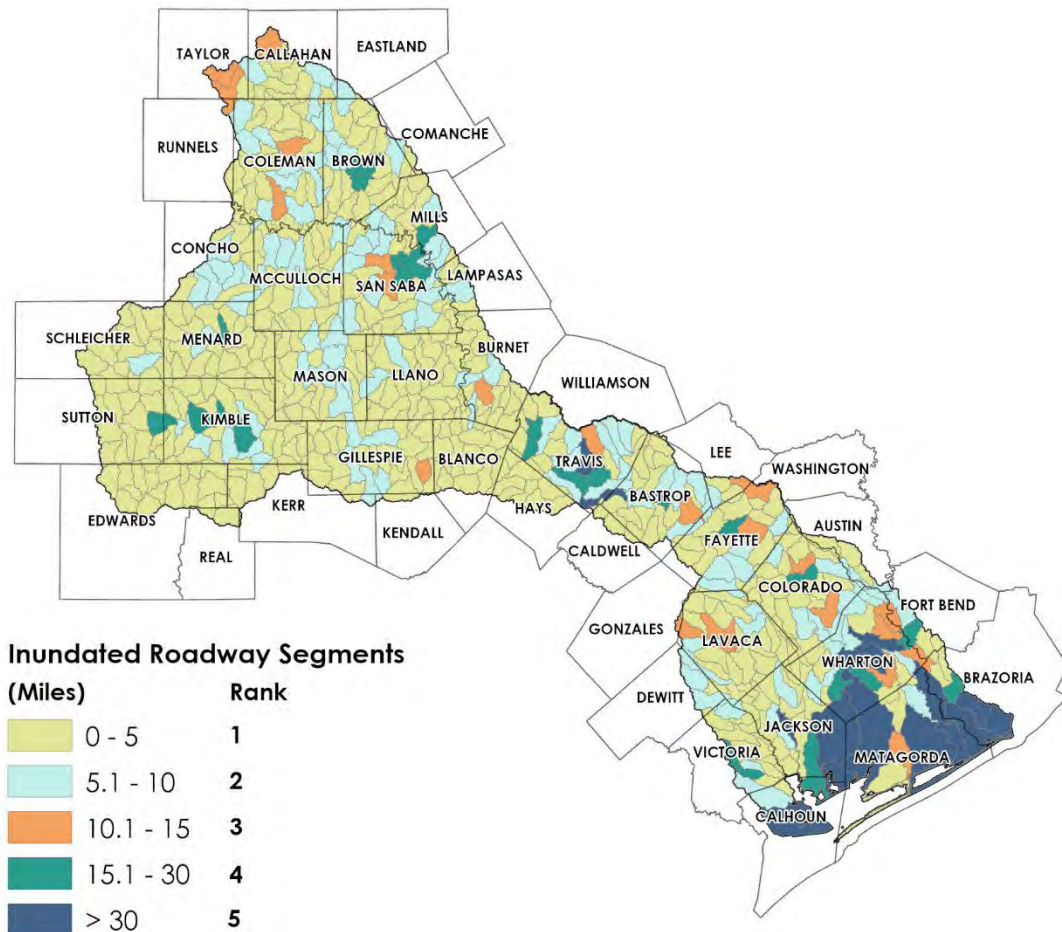 TAYLOR
CALLAHAN
EASTLAND
RUNNELS
COMANCHE
COLEMAN
BROWN
MILLS
CONCHO
MCCULLOCH
SAN SABA
LAMPASAS
SCHLEICHER
MENARD
BURNET
MASON
LLANO
WILLIAMSON
SUTTON
KIMBLE
LEE
GILLESPIE
BLANCO
TRAVIS
WASHINGTON
BASTROP
EDWARDS
KERR
HAYS
FAYETTE
AUSTIN
REAL
KENDALL
CALDWELL
COLORADO
FORT BEND
GONZALES
LAVACA
WHARTON
BRAZORIA
DEWITT
JACKSON
VICTORIA
MATAGORDA
CALHOUN
Inundated Roadway Segments
(Miles) Rank
0 - 5 1
5.1 - 10 2
10.1 - 15 3
15.1 - 30 4
> 30 5